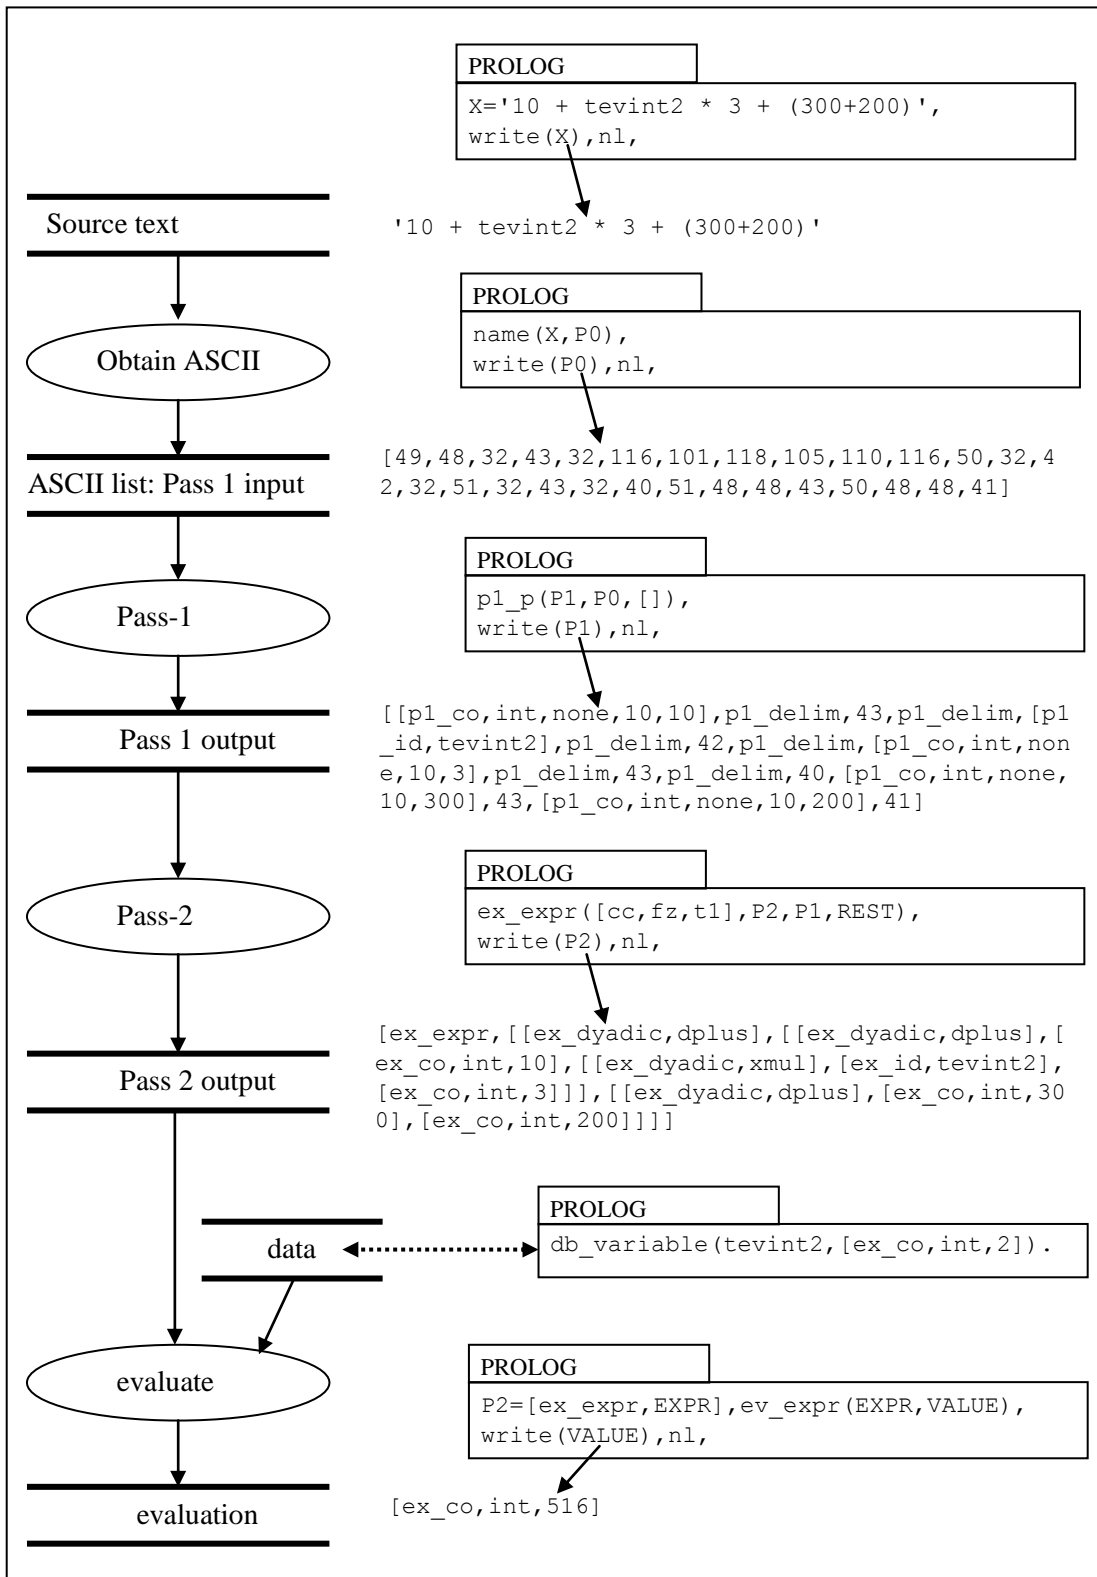 PROLOG
X='10 + tevint2 * 3 + (300+200)',
write(X),nl,
Source text
'10 + tevint2 * 3 + (300+200)'
PROLOG
name(X,P0),
write(P0),nl,
Obtain ASCII
[49,48,32,43,32,116,101,118,105,110,116,50,32,4
2,32,51,32,43,32,40,51,48,48,43,50,48,48,41]
ASCII list: Pass 1 input
PROLOG
p1_p(P1,P0,[]),
write(P1),nl,
Pass-1
[[p1_co,int,none,10,10],p1_delim,43,p1_delim,[p1
_id,tevint2],p1_delim,42,p1_delim,[p1_co,int,non
e,10,3],p1_delim,43,p1_delim,40,[p1_co,int,none,
10,300],43,[p1_co,int,none,10,200],41]
Pass 1 output
PROLOG
ex_expr([cc,fz,t1],P2,P1,REST),
write(P2),nl,
Pass-2
[ex_expr,[[ex_dyadic,dplus],[[ex_dyadic,dplus],[
ex_co,int,10],[[ex_dyadic,xmul],[ex_id,tevint2],
[ex_co,int,3]]],[[ex_dyadic,dplus],[ex_co,int,30
0],[ex_co,int,200]]]]
Pass 2 output
PROLOG
db_variable(tevint2,[ex_co,int,2]).
data
PROLOG
P2=[ex_expr,EXPR],ev_expr(EXPR,VALUE),
write(VALUE),nl,
evaluate
[ex_co,int,516]
evaluation